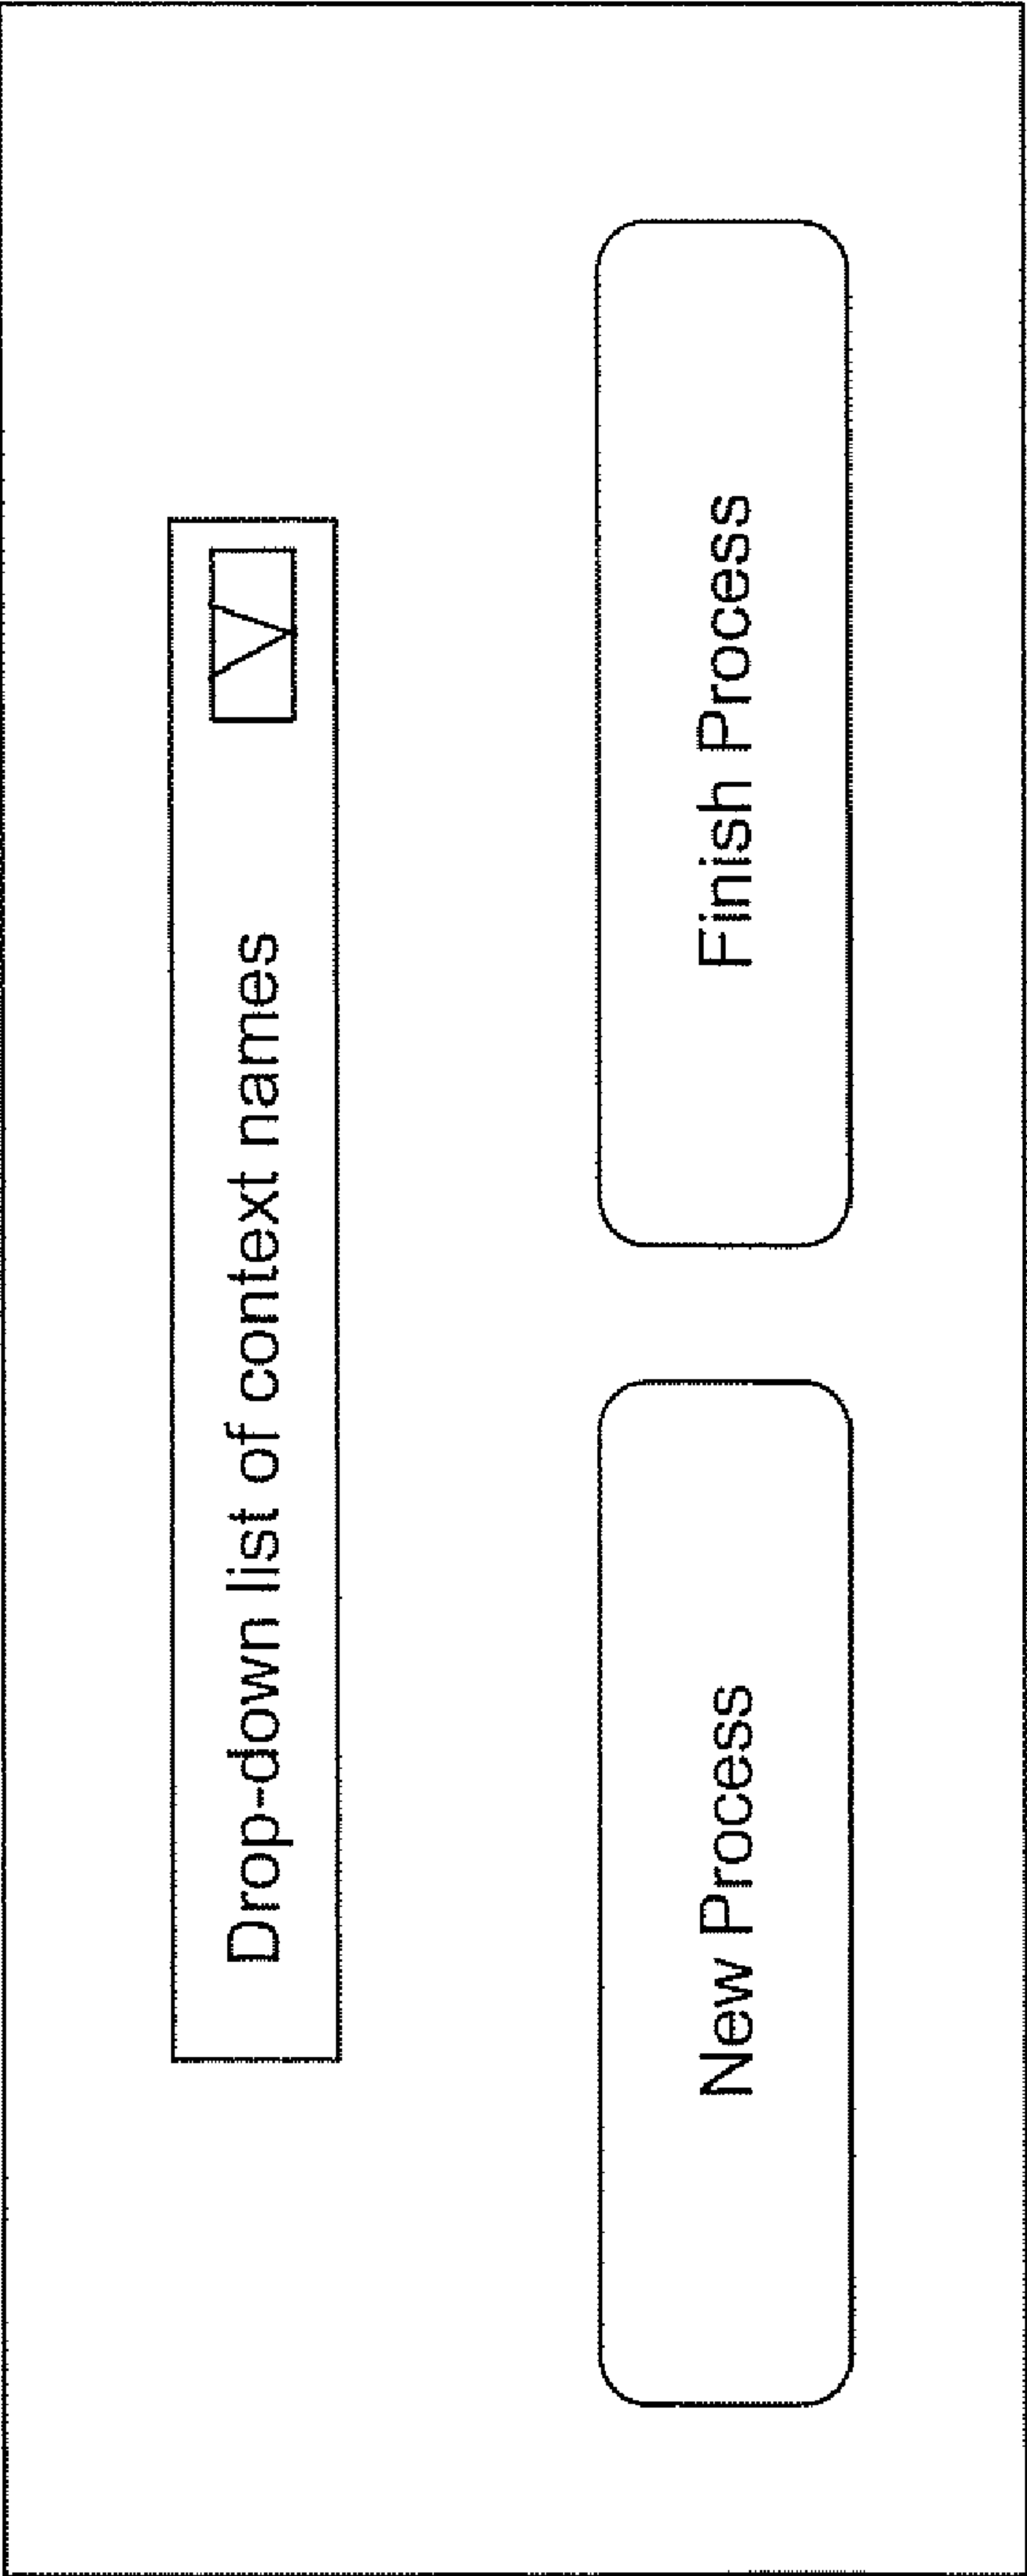 Drop-down list of context names
New Process
Finish Process